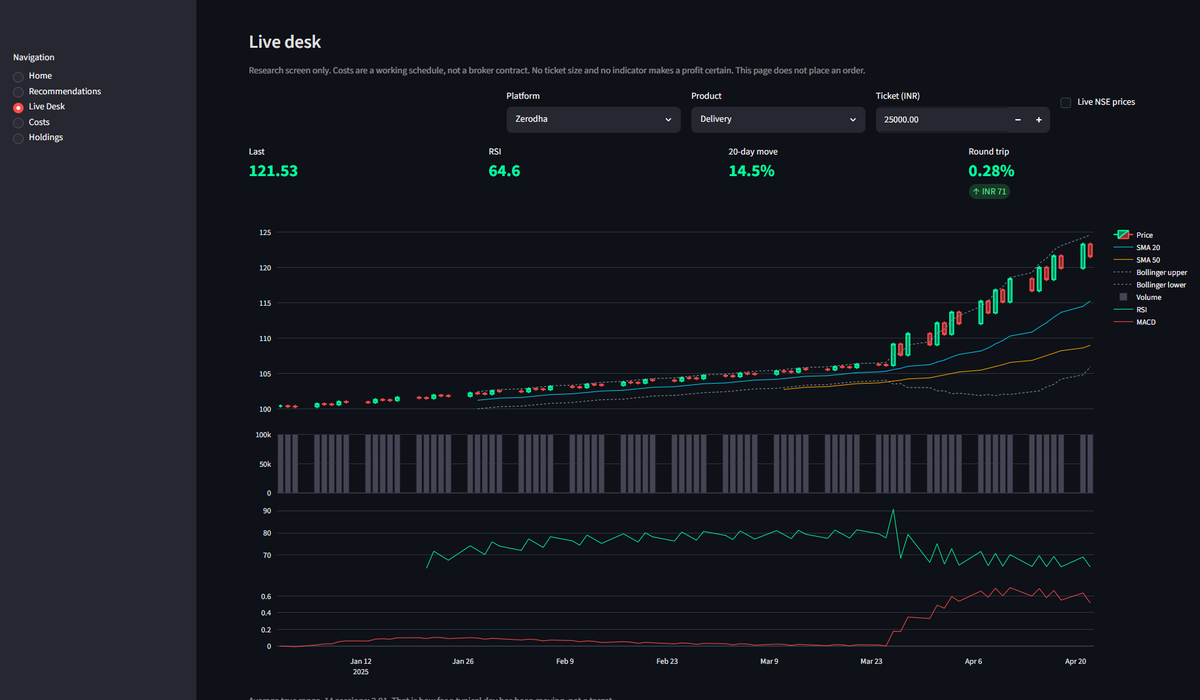 Navigation
Home
Recommendations
Live Desk
Costs
Holdings
Live desk
Research screen only. Costs are a working schedule, not a broker contract. No ticket size and no indicator makes a profit certain. This page does not place an order.
Platform
Product
Ticket (INR)
Zerodha
Delivery
25000.00
− +
Live NSE prices
Last
RSI
20-day move
Round trip
121.53
64.6
14.5%
0.28%
↑ INR 71
125
120
115
110
105
100
Price
SMA 20
SMA 50
Bollinger upper
Bollinger lower
Volume
RSI
MACD
100k
50k
0
90
80
70
0.6
0.4
0.2
0
Jan 12
2025
Jan 26
Feb 9
Feb 23
Mar 9
Mar 23
Apr 6
Apr 20